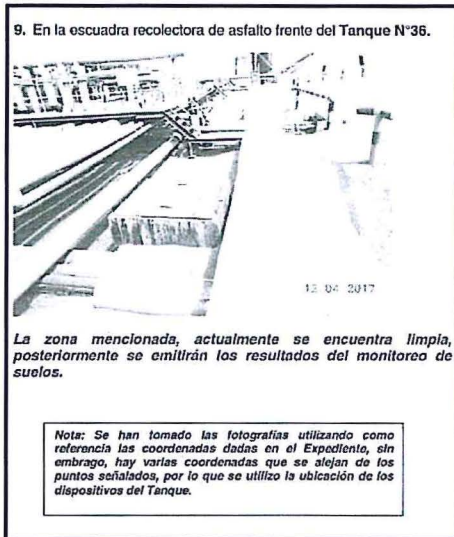 9. En la escuadra recolectora de asfalto frente del Tanque N°36.
13 04 2017
La zona mencionada, actualmente se encuentra limpia,
posteriormente se emitirán los resultados del monitoreo de
suelos.
Nota: Se han tomado las fotografías utilizando como
referencia las coordenadas dadas en el Expediente, sin
embrago, hay varias coordenadas que se alejan de los
puntos señalados, por lo que se utilizo la ubicación de los
dispositivos del Tanque.